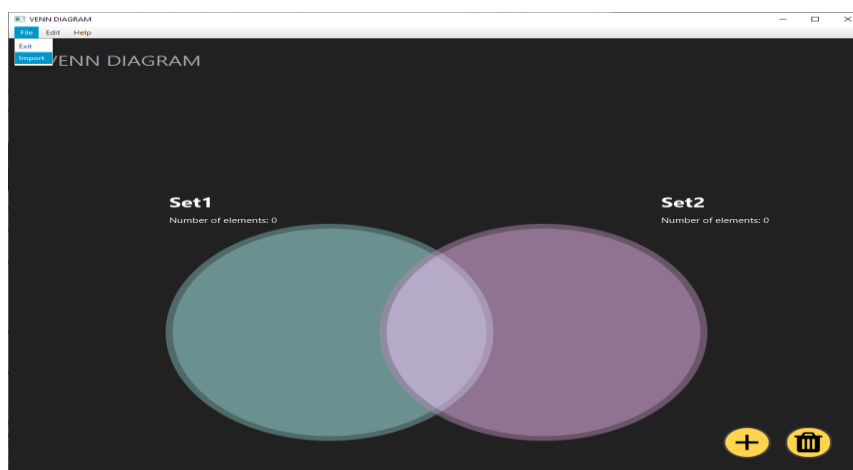 VENN DIAGRAM
File Edit Help
Exit
Import
VENN DIAGRAM
Set1
Number of elements: 0
Set2
Number of elements: 0